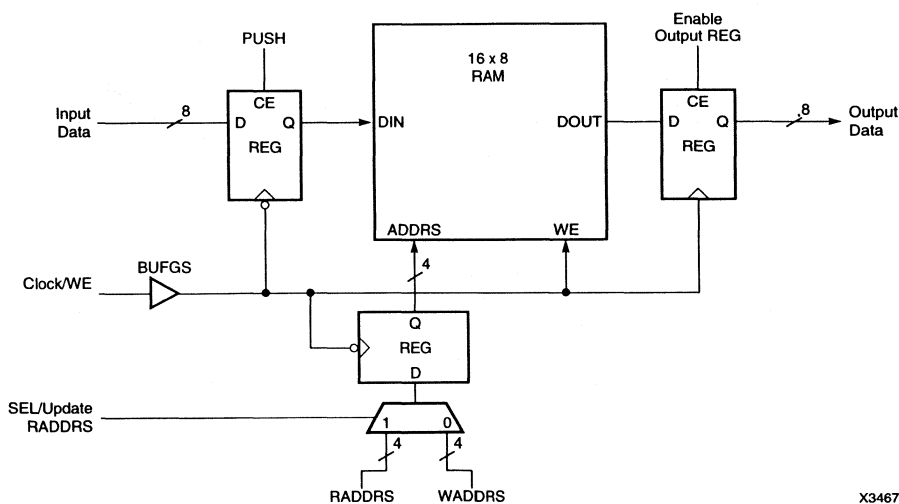 Enable
Output REG
PUSH
16 x 8
RAM
Input
Data
8
CE
D Q
REG
DIN
DOUT
CE
D Q
REG
8
Output
Data
ADDRS
WE
BUFGS
4
Clock/WE
Q
REG
D
SEL/Update
RADDRS
1 0
4 4
RADDRS WADDRS
X3467